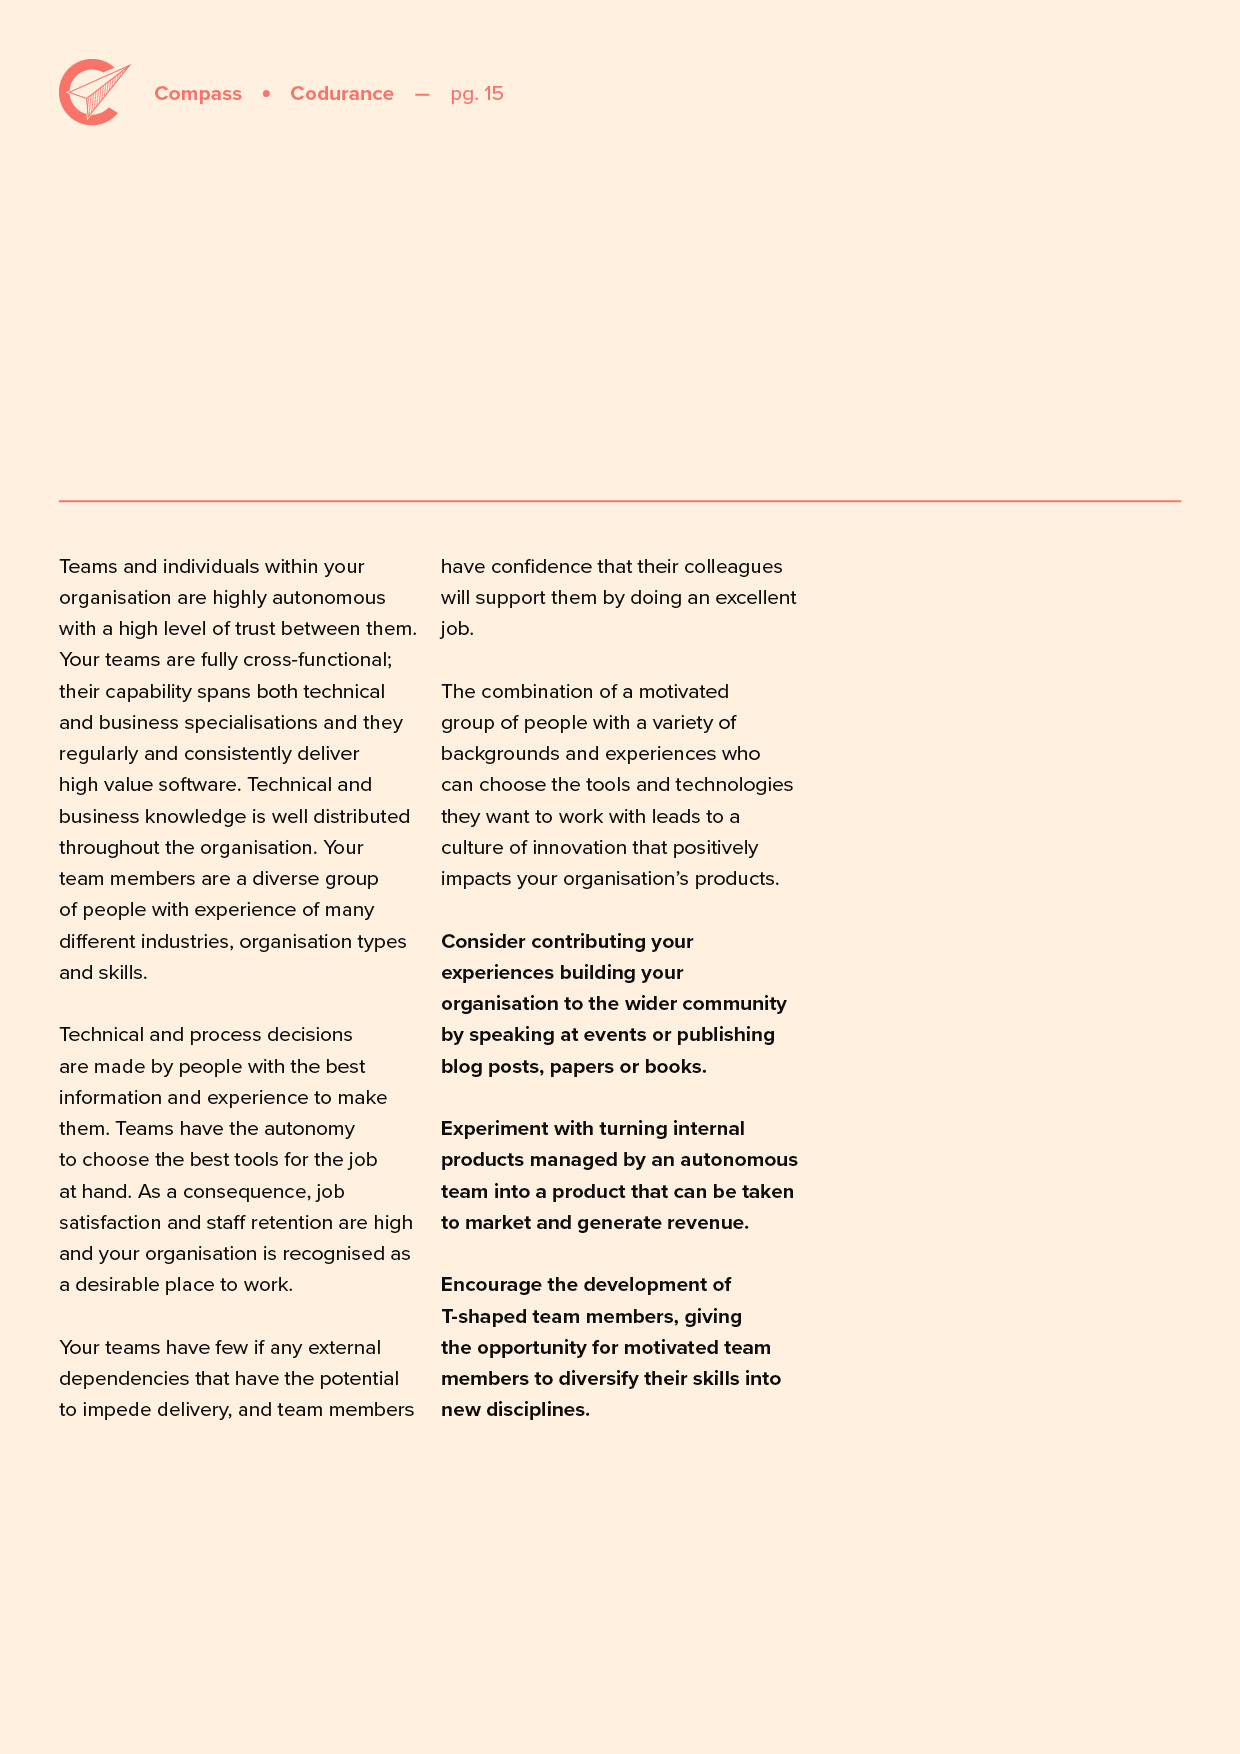 Compass • Codurance — pg. 15
Teams and individuals within your
organisation are highly autonomous
with a high level of trust between them.
Your teams are fully cross-functional;
their capability spans both technical
and business specialisations and they
regularly and consistently deliver
high value software. Technical and
business knowledge is well distributed
throughout the organisation. Your
team members are a diverse group
of people with experience of many
different industries, organisation types
and skills.
Technical and process decisions
are made by people with the best
information and experience to make
them. Teams have the autonomy
to choose the best tools for the job
at hand. As a consequence, job
satisfaction and staff retention are high
and your organisation is recognised as
a desirable place to work.
Your teams have few if any external
dependencies that have the potential
to impede delivery, and team members
have confidence that their colleagues
will support them by doing an excellent
job.
The combination of a motivated
group of people with a variety of
backgrounds and experiences who
can choose the tools and technologies
they want to work with leads to a
culture of innovation that positively
impacts your organisation’s products.
Consider contributing your
experiences building your
organisation to the wider community
by speaking at events or publishing
blog posts, papers or books.
Experiment with turning internal
products managed by an autonomous
team into a product that can be taken
to market and generate revenue.
Encourage the development of
T-shaped team members, giving
the opportunity for motivated team
members to diversify their skills into
new disciplines.